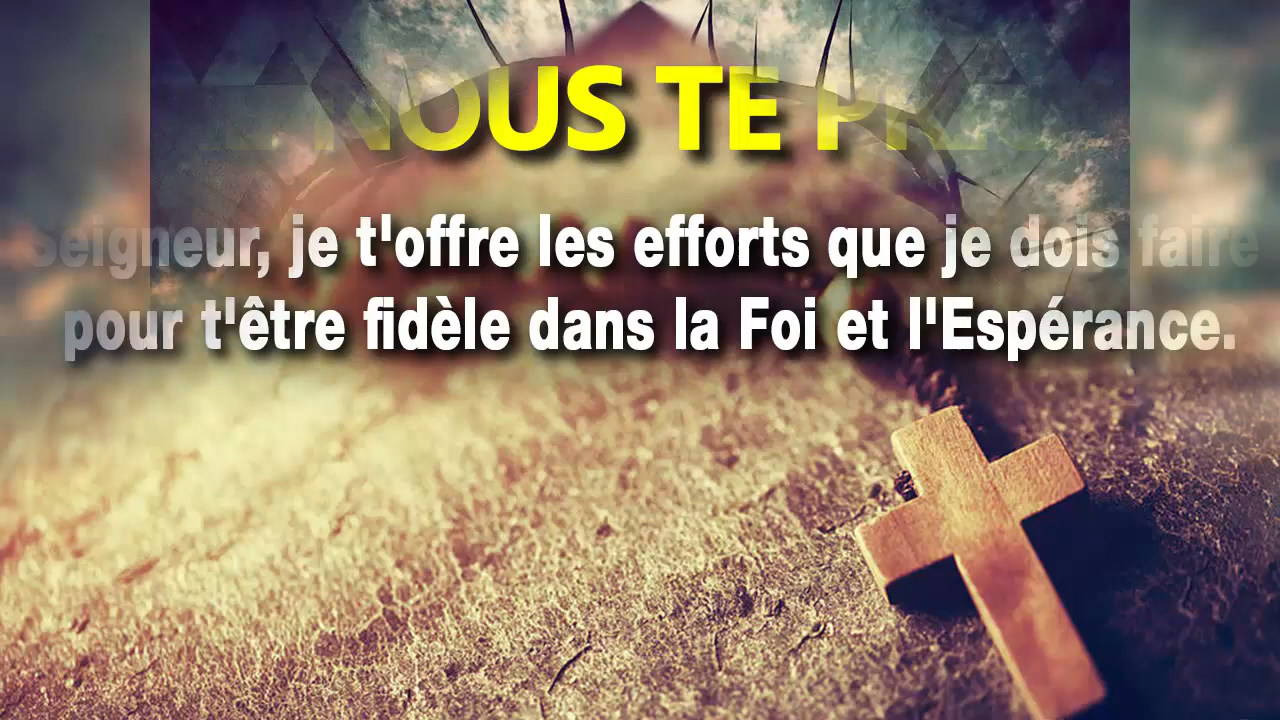 NOUS TE
Seigneur, je t'offre les efforts que je dois faire
pour t'être fidèle dans la Foi et l'Espérance.